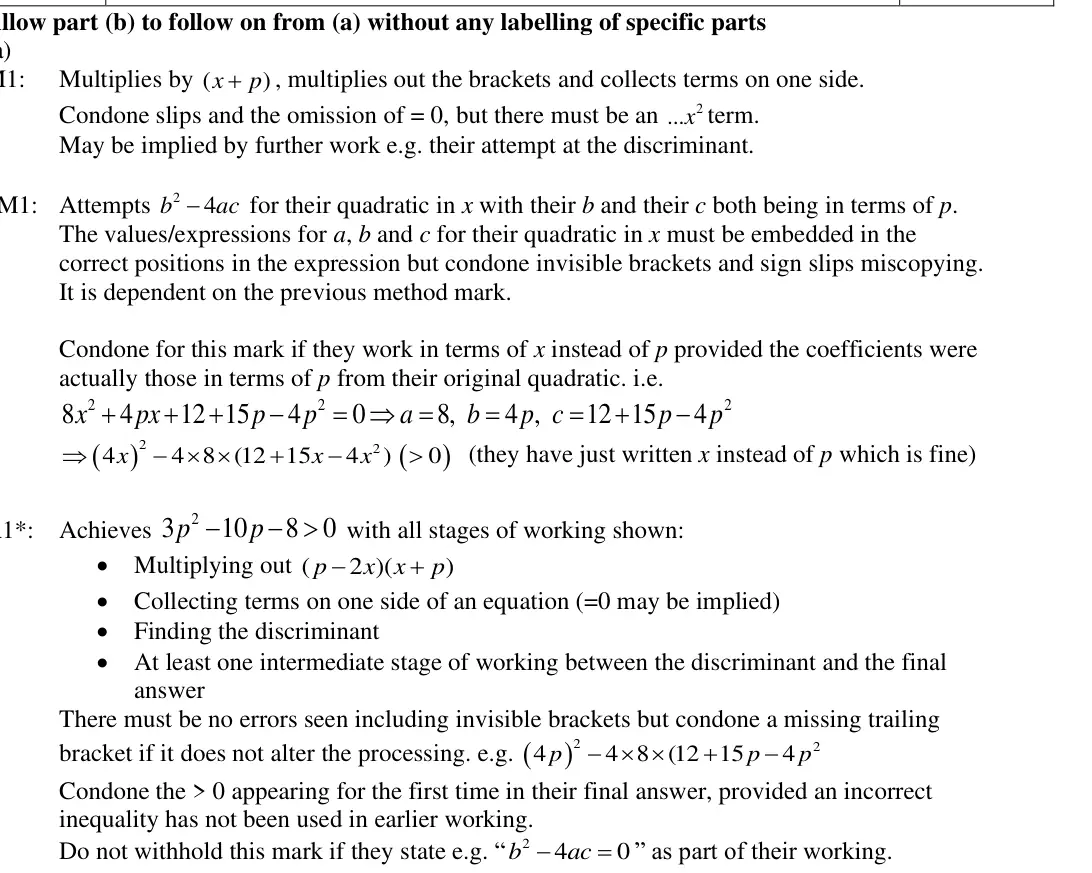 llow part (b) to follow on from (a) without any labelling of specific parts
)
1: Multiplies by (x + p), multiplies out the brackets and collects terms on one side.
Condone slips and the omission of = 0, but there must be an ...x² term.
May be implied by further work e.g. their attempt at the discriminant.
M1: Attempts b² − 4ac for their quadratic in x with their b and their c both being in terms of p.
The values/expressions for a, b and c for their quadratic in x must be embedded in the
correct positions in the expression but condone invisible brackets and sign slips miscopying.
It is dependent on the previous method mark.
Condone for this mark if they work in terms of x instead of p provided the coefficients were
actually those in terms of p from their original quadratic. i.e.
8x² + 4px + 12 + 15p − 4p² = 0 ⇒ a = 8, b = 4p, c = 12 + 15p − 4p²
⇒ (4x)² − 4×8×(12 + 15x − 4x²) (> 0) (they have just written x instead of p which is fine)
1*: Achieves 3p² − 10p − 8 > 0 with all stages of working shown:
• Multiplying out (p − 2x)(x + p)
• Collecting terms on one side of an equation (=0 may be implied)
• Finding the discriminant
• At least one intermediate stage of working between the discriminant and the final
answer
There must be no errors seen including invisible brackets but condone a missing trailing
bracket if it does not alter the processing. e.g. (4p)² − 4×8×(12 + 15p − 4p²
Condone the > 0 appearing for the first time in their final answer, provided an incorrect
inequality has not been used in earlier working.
Do not withhold this mark if they state e.g. “b² − 4ac = 0” as part of their working.